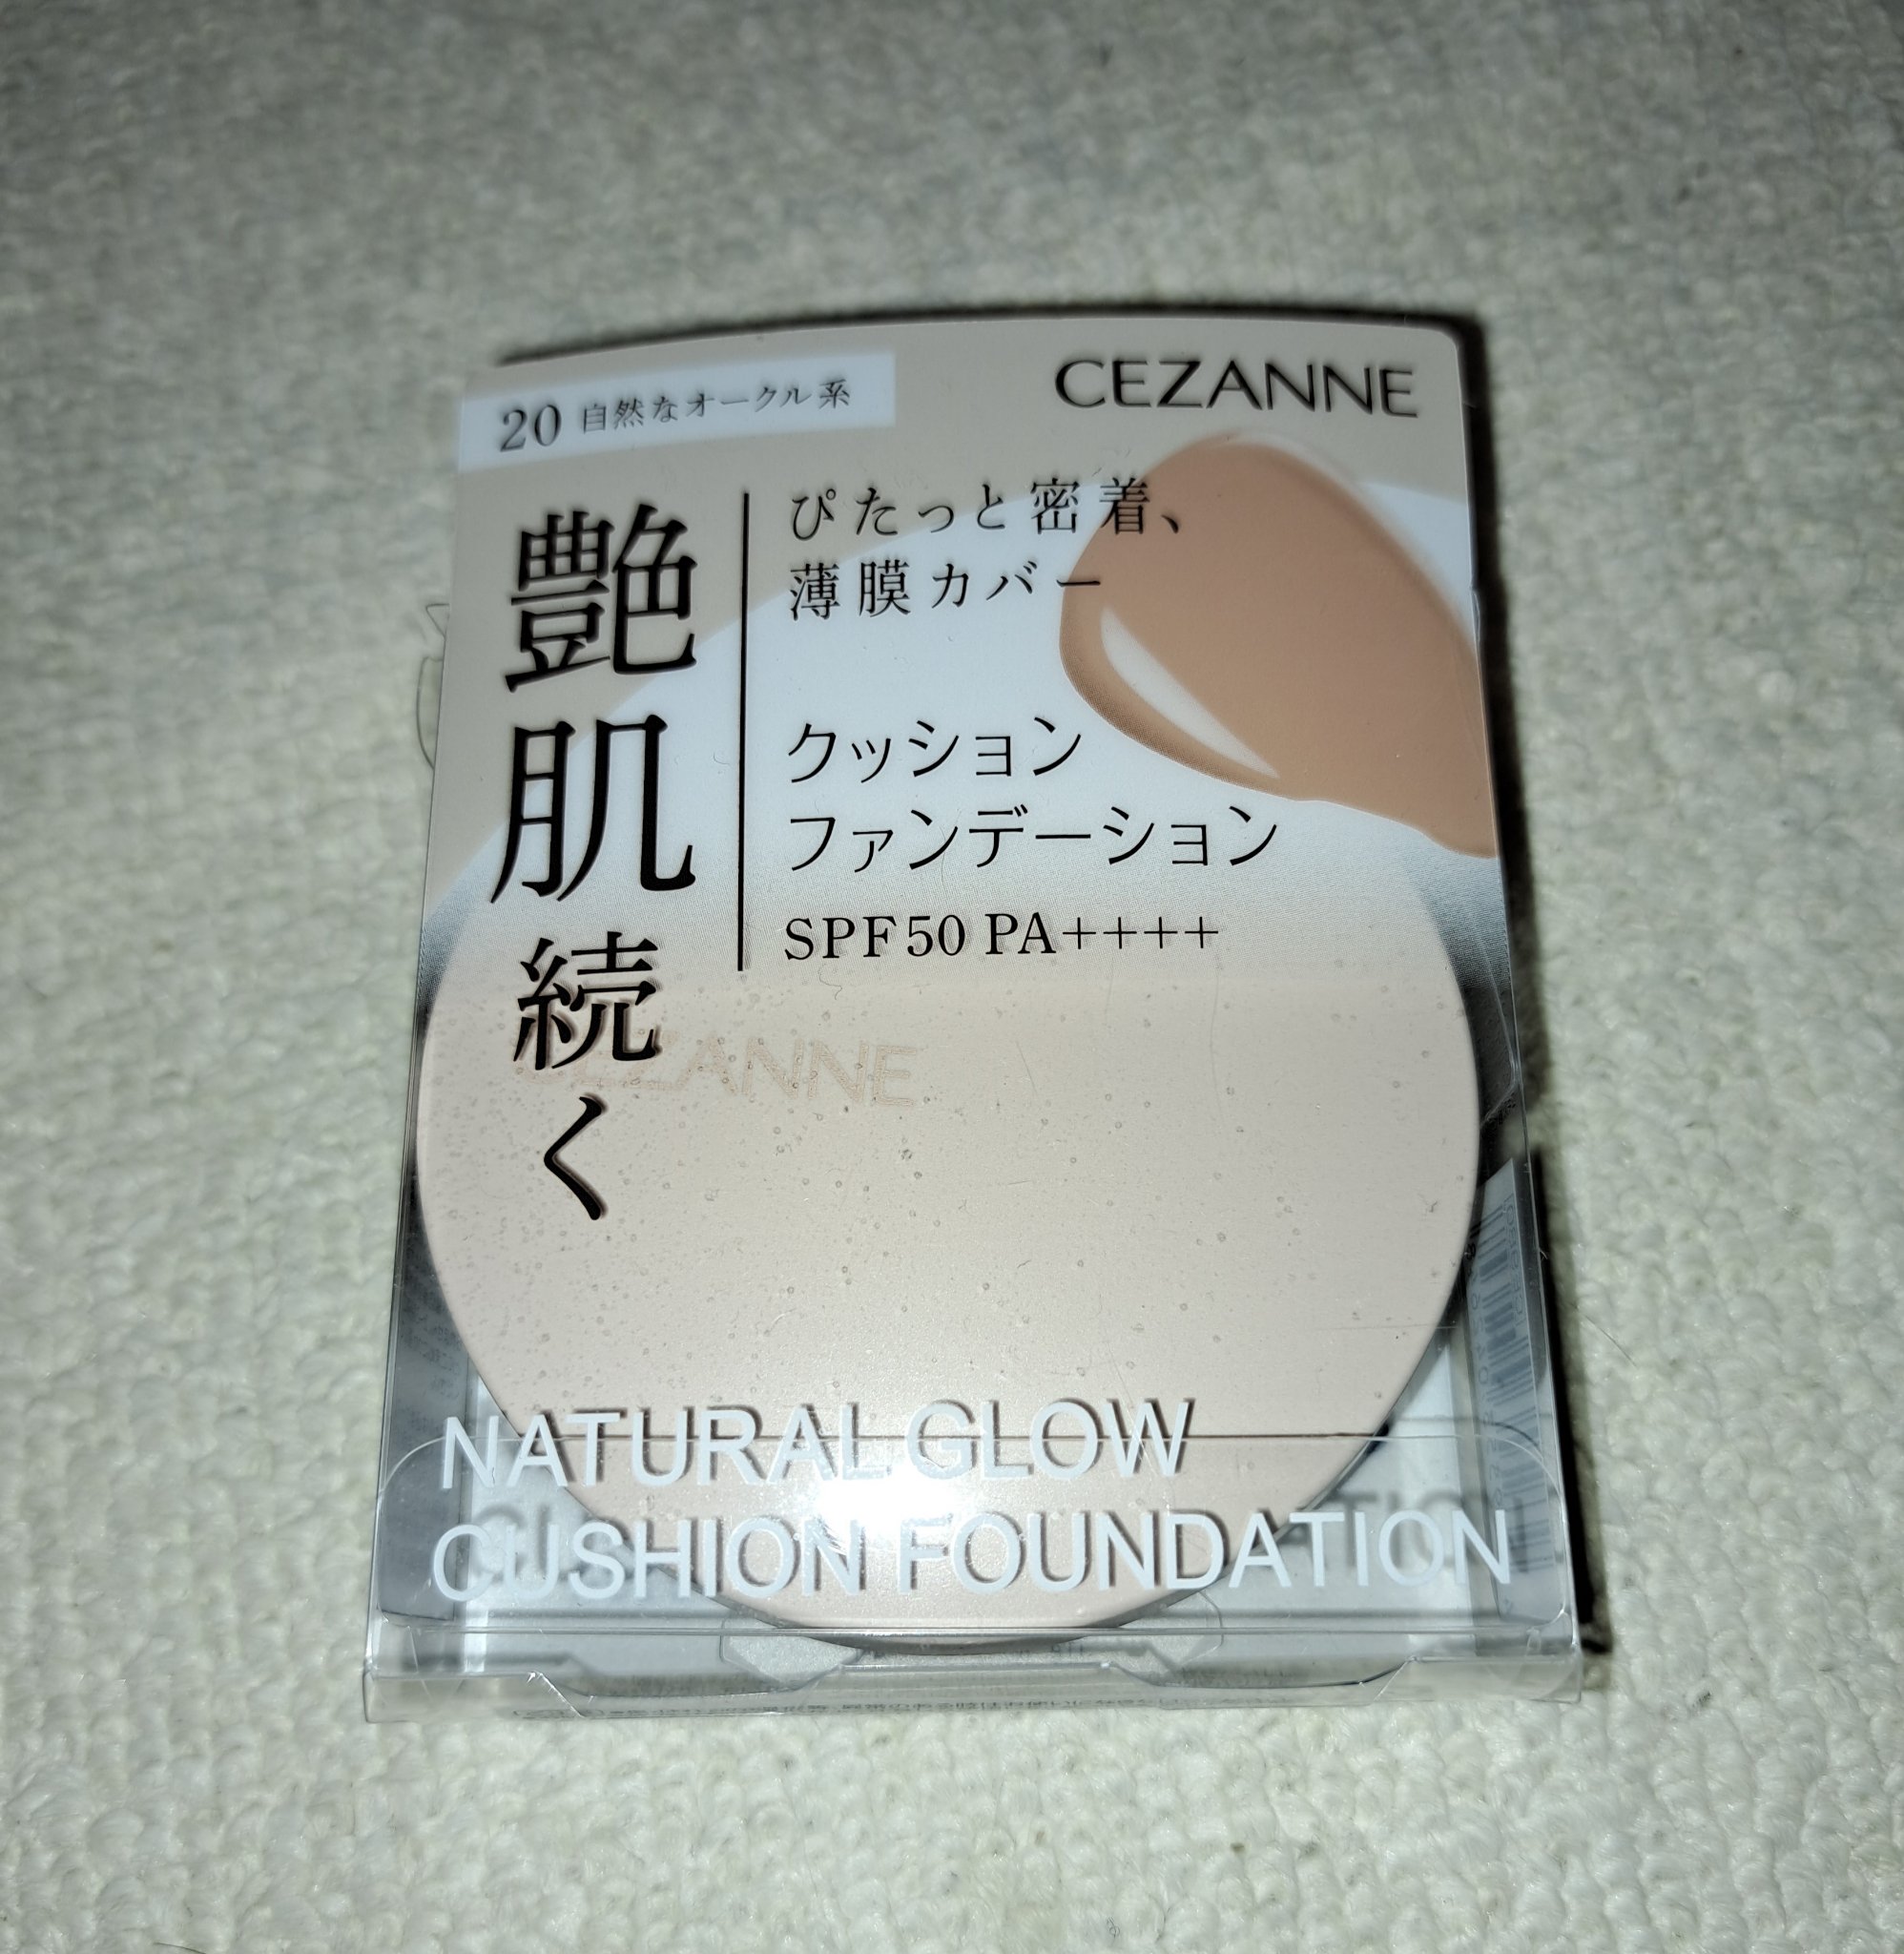 20 自然なオークル系
CEZANNE
艶肌続く
ぴたっと密着、
薄膜カバー
クッション
ファンデーション
SPF50 PA++++
CEZANNE
NATURAL GLOW
CUSHION FOUNDATION